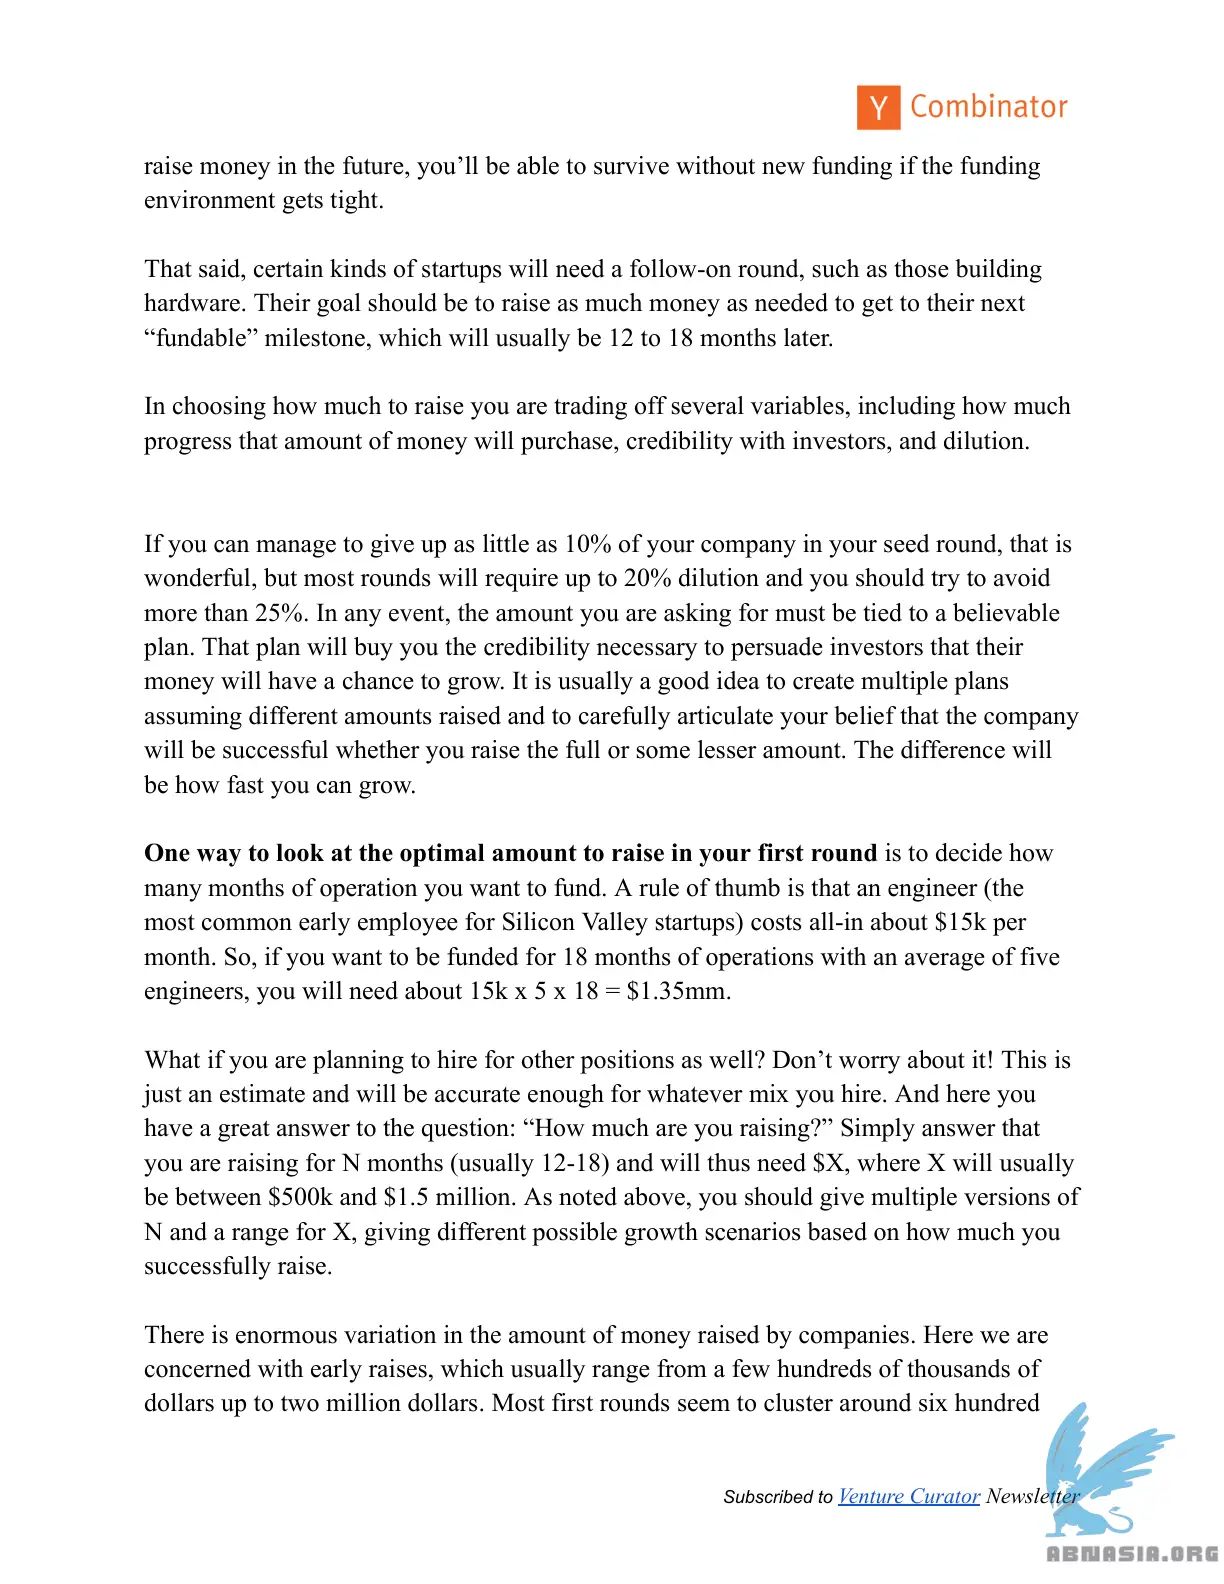 Y Combinator
raise money in the future, you’ll be able to survive without new funding if the funding
environment gets tight.
That said, certain kinds of startups will need a follow-on round, such as those building
hardware. Their goal should be to raise as much money as needed to get to their next
“fundable” milestone, which will usually be 12 to 18 months later.
In choosing how much to raise you are trading off several variables, including how much
progress that amount of money will purchase, credibility with investors, and dilution.
If you can manage to give up as little as 10% of your company in your seed round, that is
wonderful, but most rounds will require up to 20% dilution and you should try to avoid
more than 25%. In any event, the amount you are asking for must be tied to a believable
plan. That plan will buy you the credibility necessary to persuade investors that their
money will have a chance to grow. It is usually a good idea to create multiple plans
assuming different amounts raised and to carefully articulate your belief that the company
will be successful whether you raise the full or some lesser amount. The difference will
be how fast you can grow.
One way to look at the optimal amount to raise in your first round is to decide how
many months of operation you want to fund. A rule of thumb is that an engineer (the
most common early employee for Silicon Valley startups) costs all-in about $15k per
month. So, if you want to be funded for 18 months of operations with an average of five
engineers, you will need about 15k x 5 x 18 = $1.35mm.
What if you are planning to hire for other positions as well? Don’t worry about it! This is
just an estimate and will be accurate enough for whatever mix you hire. And here you
have a great answer to the question: “How much are you raising?” Simply answer that
you are raising for N months (usually 12-18) and will thus need $X, where X will usually
be between $500k and $1.5 million. As noted above, you should give multiple versions of
N and a range for X, giving different possible growth scenarios based on how much you
successfully raise.
There is enormous variation in the amount of money raised by companies. Here we are
concerned with early raises, which usually range from a few hundreds of thousands of
dollars up to two million dollars. Most first rounds seem to cluster around six hundred
Subscribed to Venture Curator Newsletter
ABNASIA.ORG